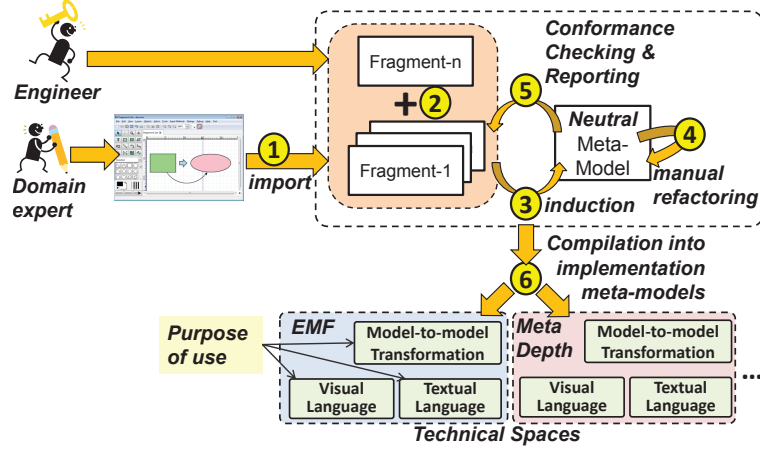 Engineer
Domain
expert
1
import
Fragment-n
+
2
Fragment-1
Conformance
Checking &
Reporting
5
Neutral
Meta-
Model
4
manual
refactoring
3
induction
Compilation into
implementation
meta-models
6
Purpose
of use
EMF
Model-to-model
Transformation
Visual
Language
Textual
Language
Meta
Depth
Model-to-model
Transformation
Visual
Language
Textual
Language
...
Technical Spaces